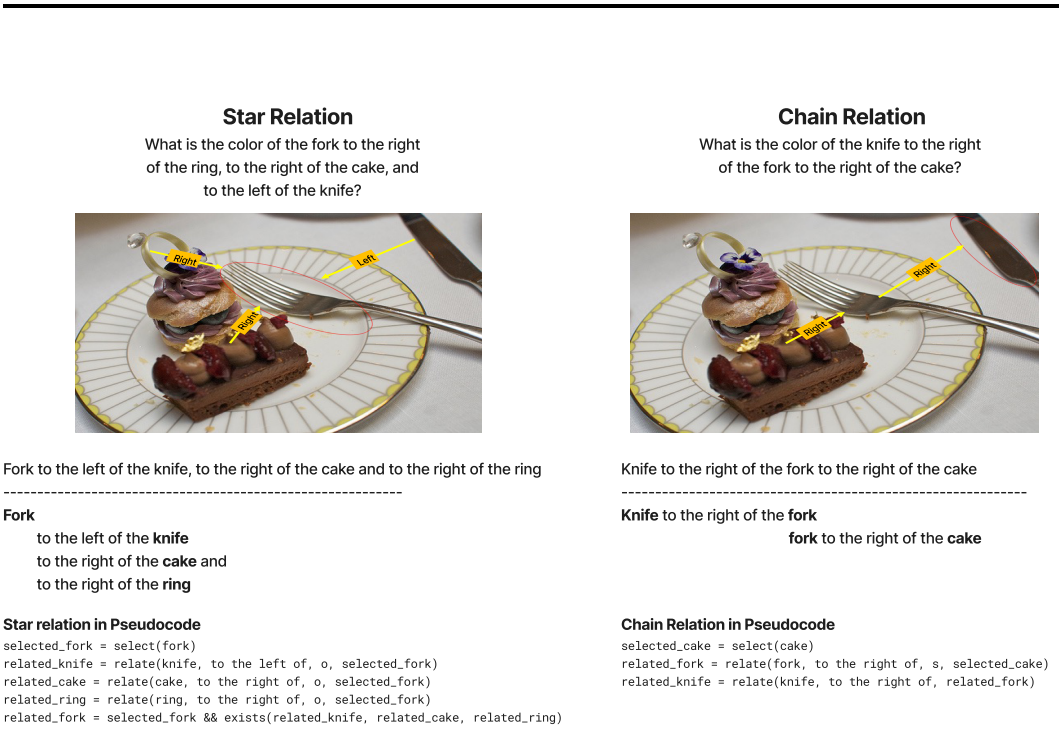 Star Relation
What is the color of the fork to the right
of the ring, to the right of the cake, and
to the left of the knife?
Right
Left
Right
Fork to the left of the knife, to the right of the cake and to the right of the ring
-----------------------------------------------------------
Fork
to the left of the knife
to the right of the cake and
to the right of the ring
Star relation in Pseudocode
selected_fork = select(fork)
related_knife = relate(knife, to the left of, o, selected_fork)
related_cake = relate(cake, to the right of, o, selected_fork)
related_ring = relate(ring, to the right of, o, selected_fork)
related_fork = selected_fork && exists(related_knife, related_cake, related_ring)
Chain Relation
What is the color of the knife to the right
of the fork to the right of the cake?
Right
Right
Knife to the right of the fork to the right of the cake
------------------------------------------------------------
Knife to the right of the fork
fork to the right of the cake
Chain Relation in Pseudocode
selected_cake = select(cake)
related_fork = relate(fork, to the right of, s, selected_cake)
related_knife = relate(knife, to the right of, related_fork)